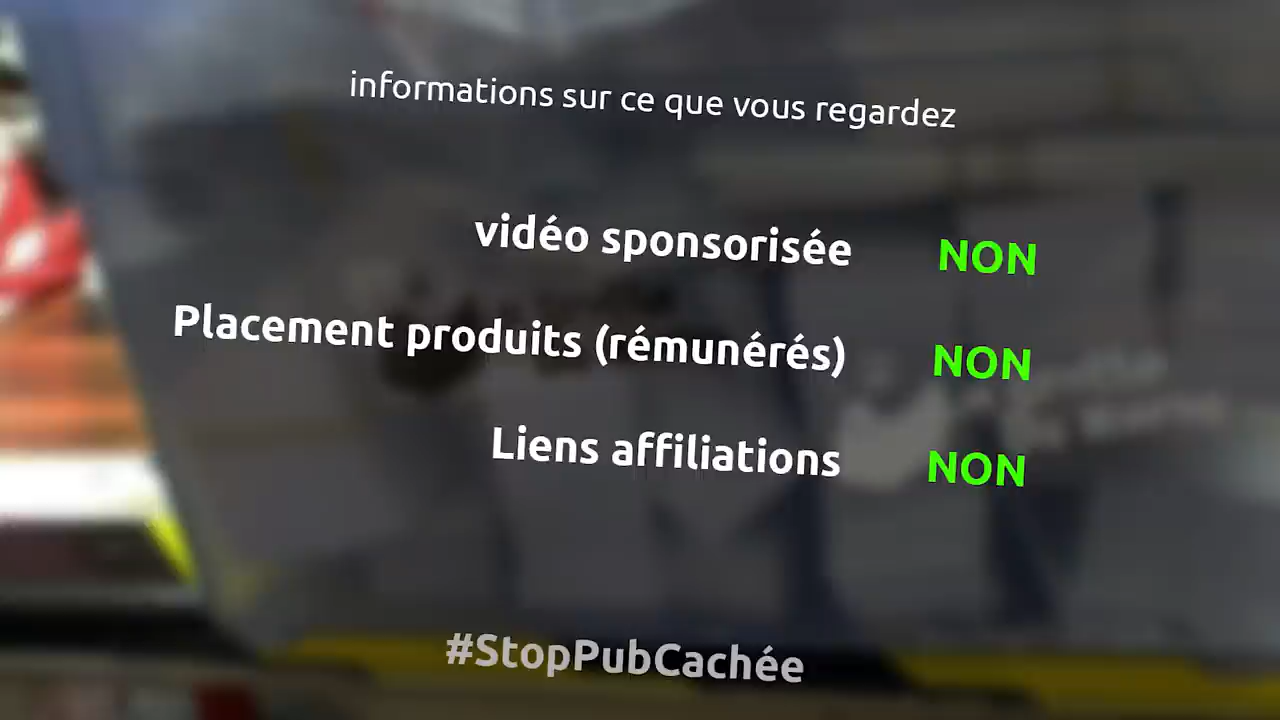 informations sur ce que vous regardez
vidéo sponsorisée NON
Placement produits (rémunérés) NON
Liens affiliations NON
#StopPubCachée